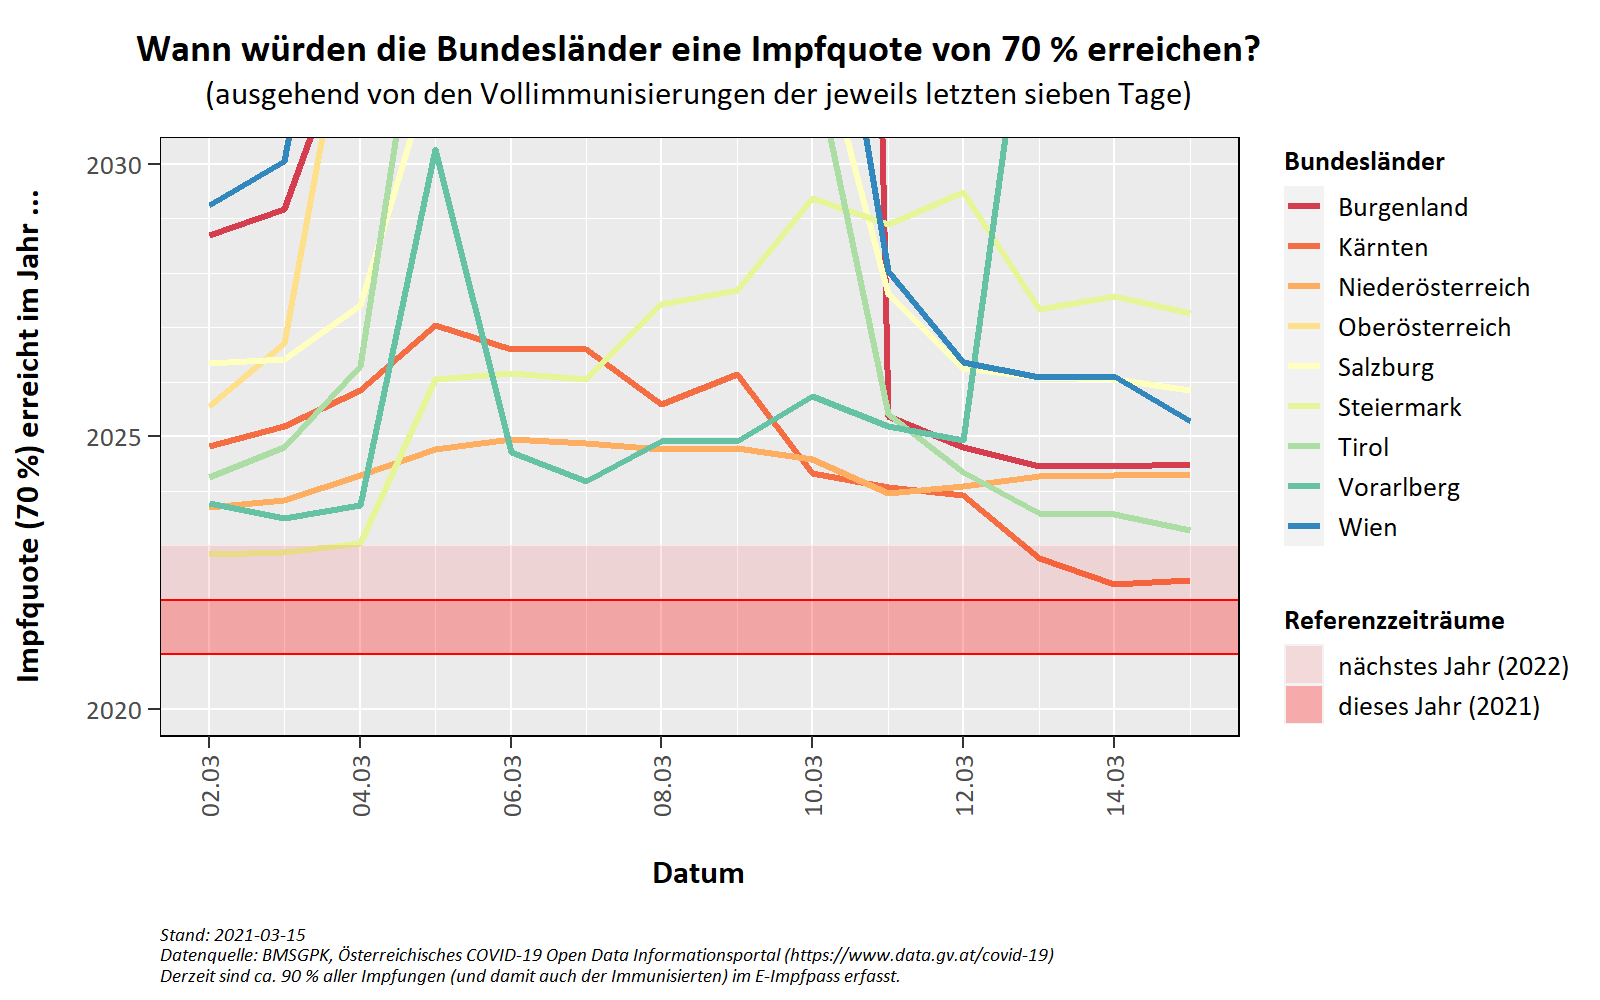 Wann würden die Bundesländer eine Impfquote von 70 % erreichen?
(ausgehend von den Vollimmunisierungen der jeweils letzten sieben Tage)
Impfquote (70 %) erreicht im Jahr ...
2030
2025
2020
02.03
04.03
06.03
08.03
10.03
12.03
14.03
Datum
Bundesländer
Burgenland
Kärnten
Niederösterreich
Oberösterreich
Salzburg
Steiermark
Tirol
Vorarlberg
Wien
Referenzzeiträume
nächstes Jahr (2022)
dieses Jahr (2021)
Stand: 2021-03-15
Datenquelle: BMSGPK, Österreichisches COVID-19 Open Data Informationsportal (https://www.data.gv.at/covid-19)
Derzeit sind ca. 90 % aller Impfungen (und damit auch der Immunisierten) im E-Impfpass erfasst.